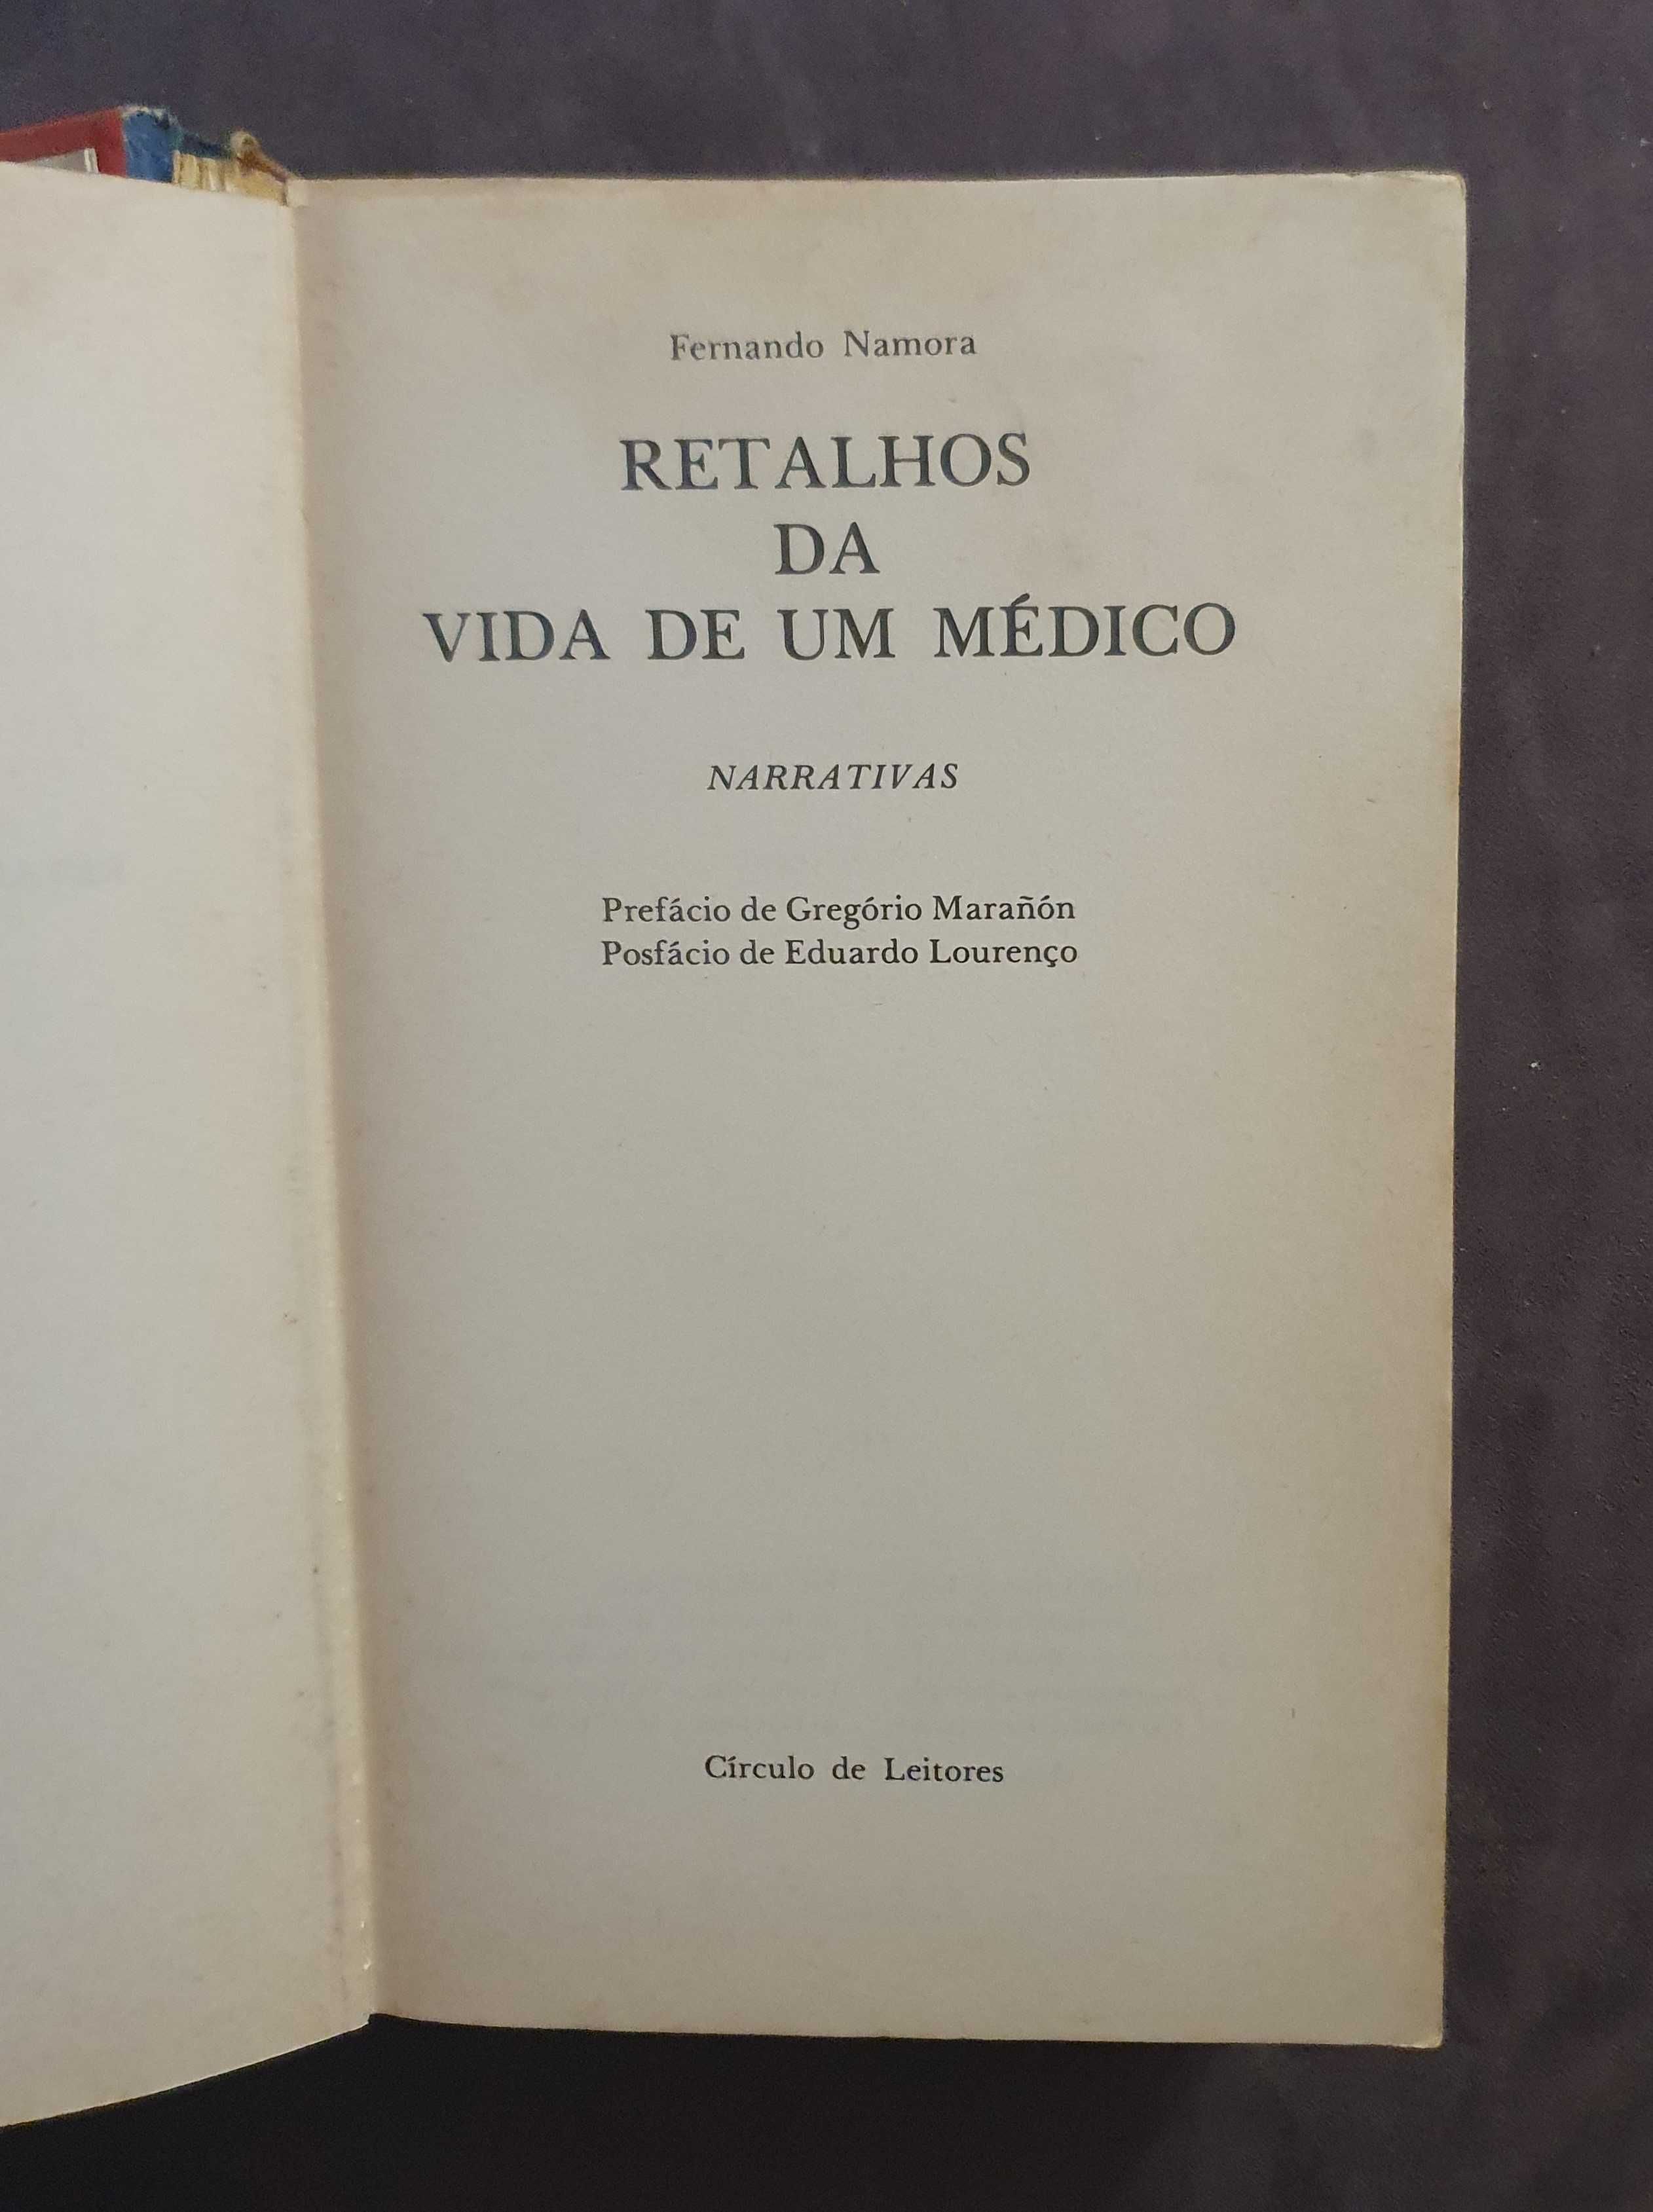 Fernando Namora
RETALHOS
DA
VIDA DE UM MÉDICO
NARRATIVAS
Prefácio de Gregório Marañón
Posfácio de Eduardo Lourenço
Círculo de Leitores